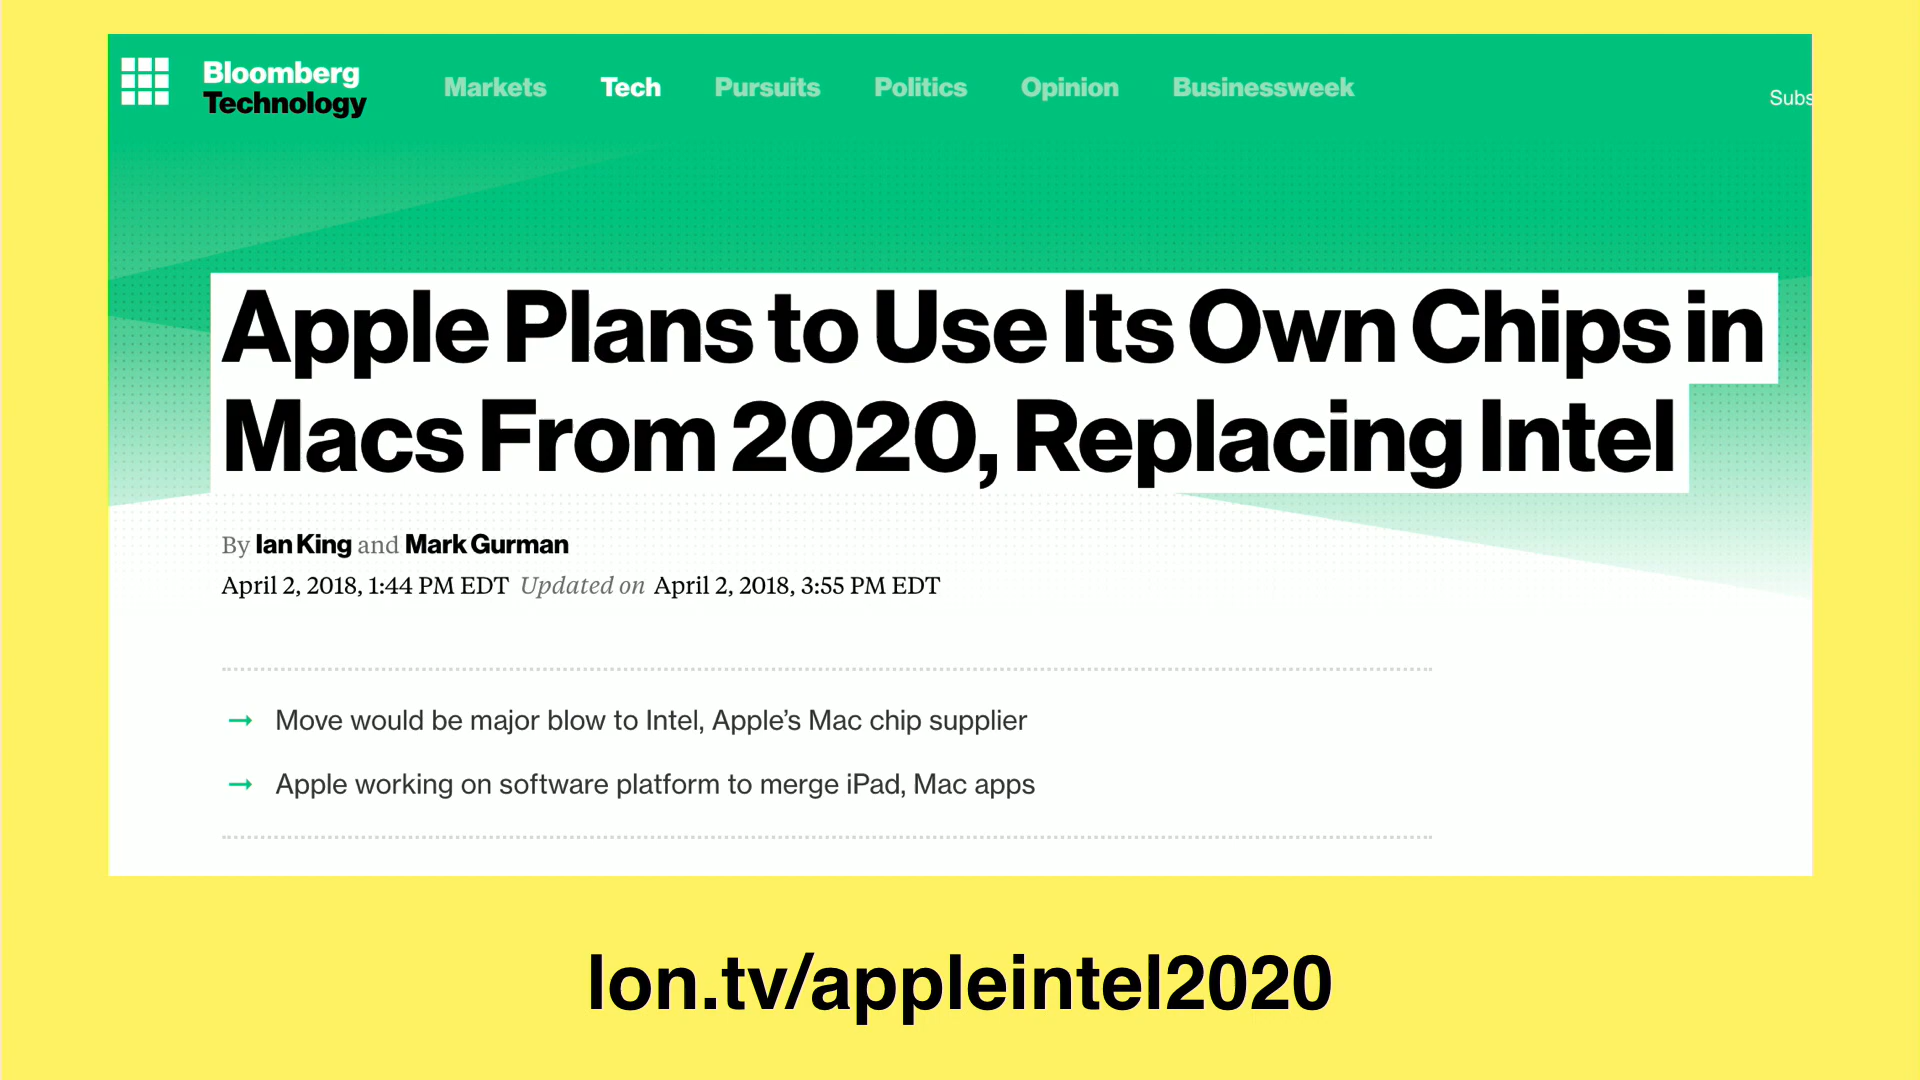 Bloomberg
Technology
Markets Tech Pursuits Politics Opinion Businessweek
Subs
Apple Plans to Use Its Own Chips in
Macs From 2020, Replacing Intel
By Ian King and Mark Gurman
April 2, 2018, 1:44 PM EDT Updated on April 2, 2018, 3:55 PM EDT
→ Move would be major blow to Intel, Apple’s Mac chip supplier
→ Apple working on software platform to merge iPad, Mac apps
lon.tv/appleintel2020